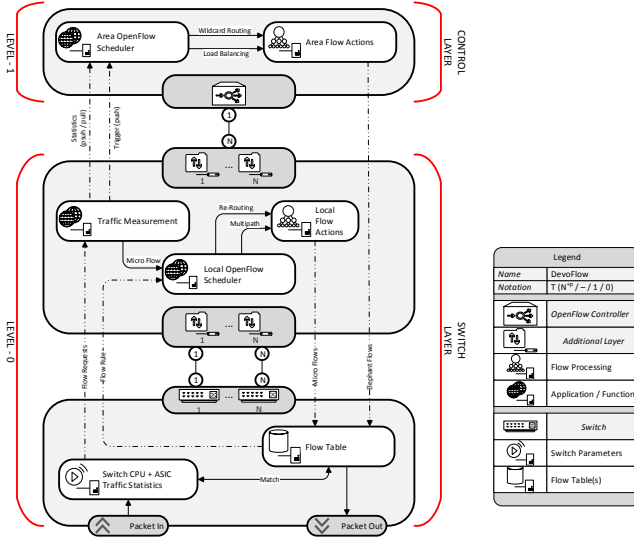 LEVEL - 1
CONTROL
LAYER
Area OpenFlow
Scheduler
Wildcard Routing
Load Balancing
Area Flow Actions
1
N
Statistics
(psuh / pull)
Trigger (push)
1 ... N
Traffic Measurement
Re-Routing
Multipath
Local
Flow
Actions
Micro Flow
Local OpenFlow
Scheduler
LEVEL - 0
SWITCH
LAYER
1 ... N
1 N
1 N
1 ... N
Flow Requests
Flow Rule
Micro Flows
Elephant Flows
Flow Table
Switch CPU + ASIC
Traffic Statistics
Match
Packet In
Packet Out
Legend
Name DevoFlow
Notation T (N⁺ᵖ / – / 1 / 0)
OpenFlow Controller
Additional Layer
Flow Processing
Application / Function
Switch
Switch Parameters
Flow Table(s)